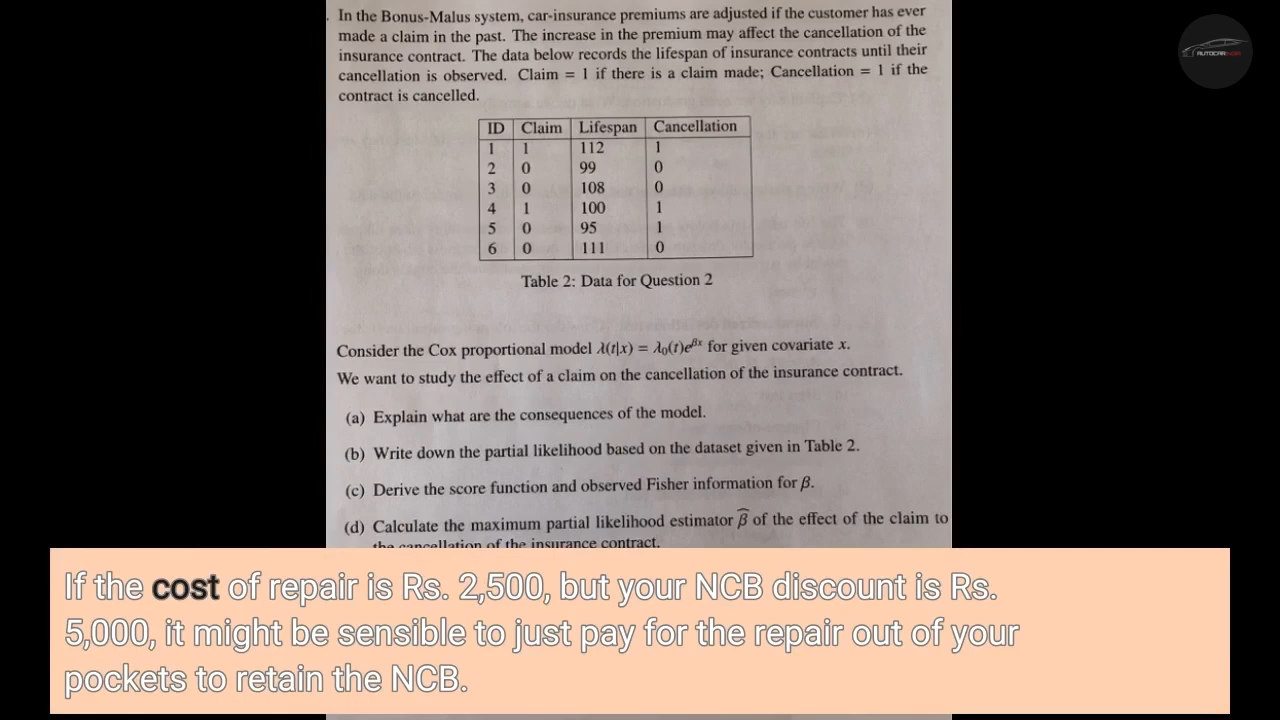 In the Bonus-Malus system, car-insurance premiums are adjusted if the customer has ever
made a claim in the past. The increase in the premium may affect the cancellation of the
insurance contract. The data below records the lifespan of insurance contracts until their
cancellation is observed. Claim = 1 if there is a claim made; Cancellation = 1 if the
contract is cancelled.
AUTOCARINDIA
ID Claim Lifespan Cancellation
1 1 112 1
2 0 99 0
3 0 108 0
4 1 100 1
5 0 95 1
6 0 111 0
Table 2: Data for Question 2
Consider the Cox proportional model λ(t|x) = λ₀(t)e^{βx} for given covariate x.
We want to study the effect of a claim on the cancellation of the insurance contract.
(a) Explain what are the consequences of the model.
(b) Write down the partial likelihood based on the dataset given in Table 2.
(c) Derive the score function and observed Fisher information for β.
(d) Calculate the maximum partial likelihood estimator β̂ of the effect of the claim to
the cancellation of the insurance contract.
If the cost of repair is Rs. 2,500, but your NCB discount is Rs.
5,000, it might be sensible to just pay for the repair out of your
pockets to retain the NCB.